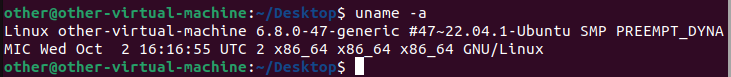 other@other-virtual-machine:~/Desktop$ uname -a
Linux other-virtual-machine 6.8.0-47-generic #47~22.04.1-Ubuntu SMP PREEMPT_DYNA
MIC Wed Oct  2 16:16:55 UTC 2 x86_64 x86_64 x86_64 GNU/Linux
other@other-virtual-machine:~/Desktop$